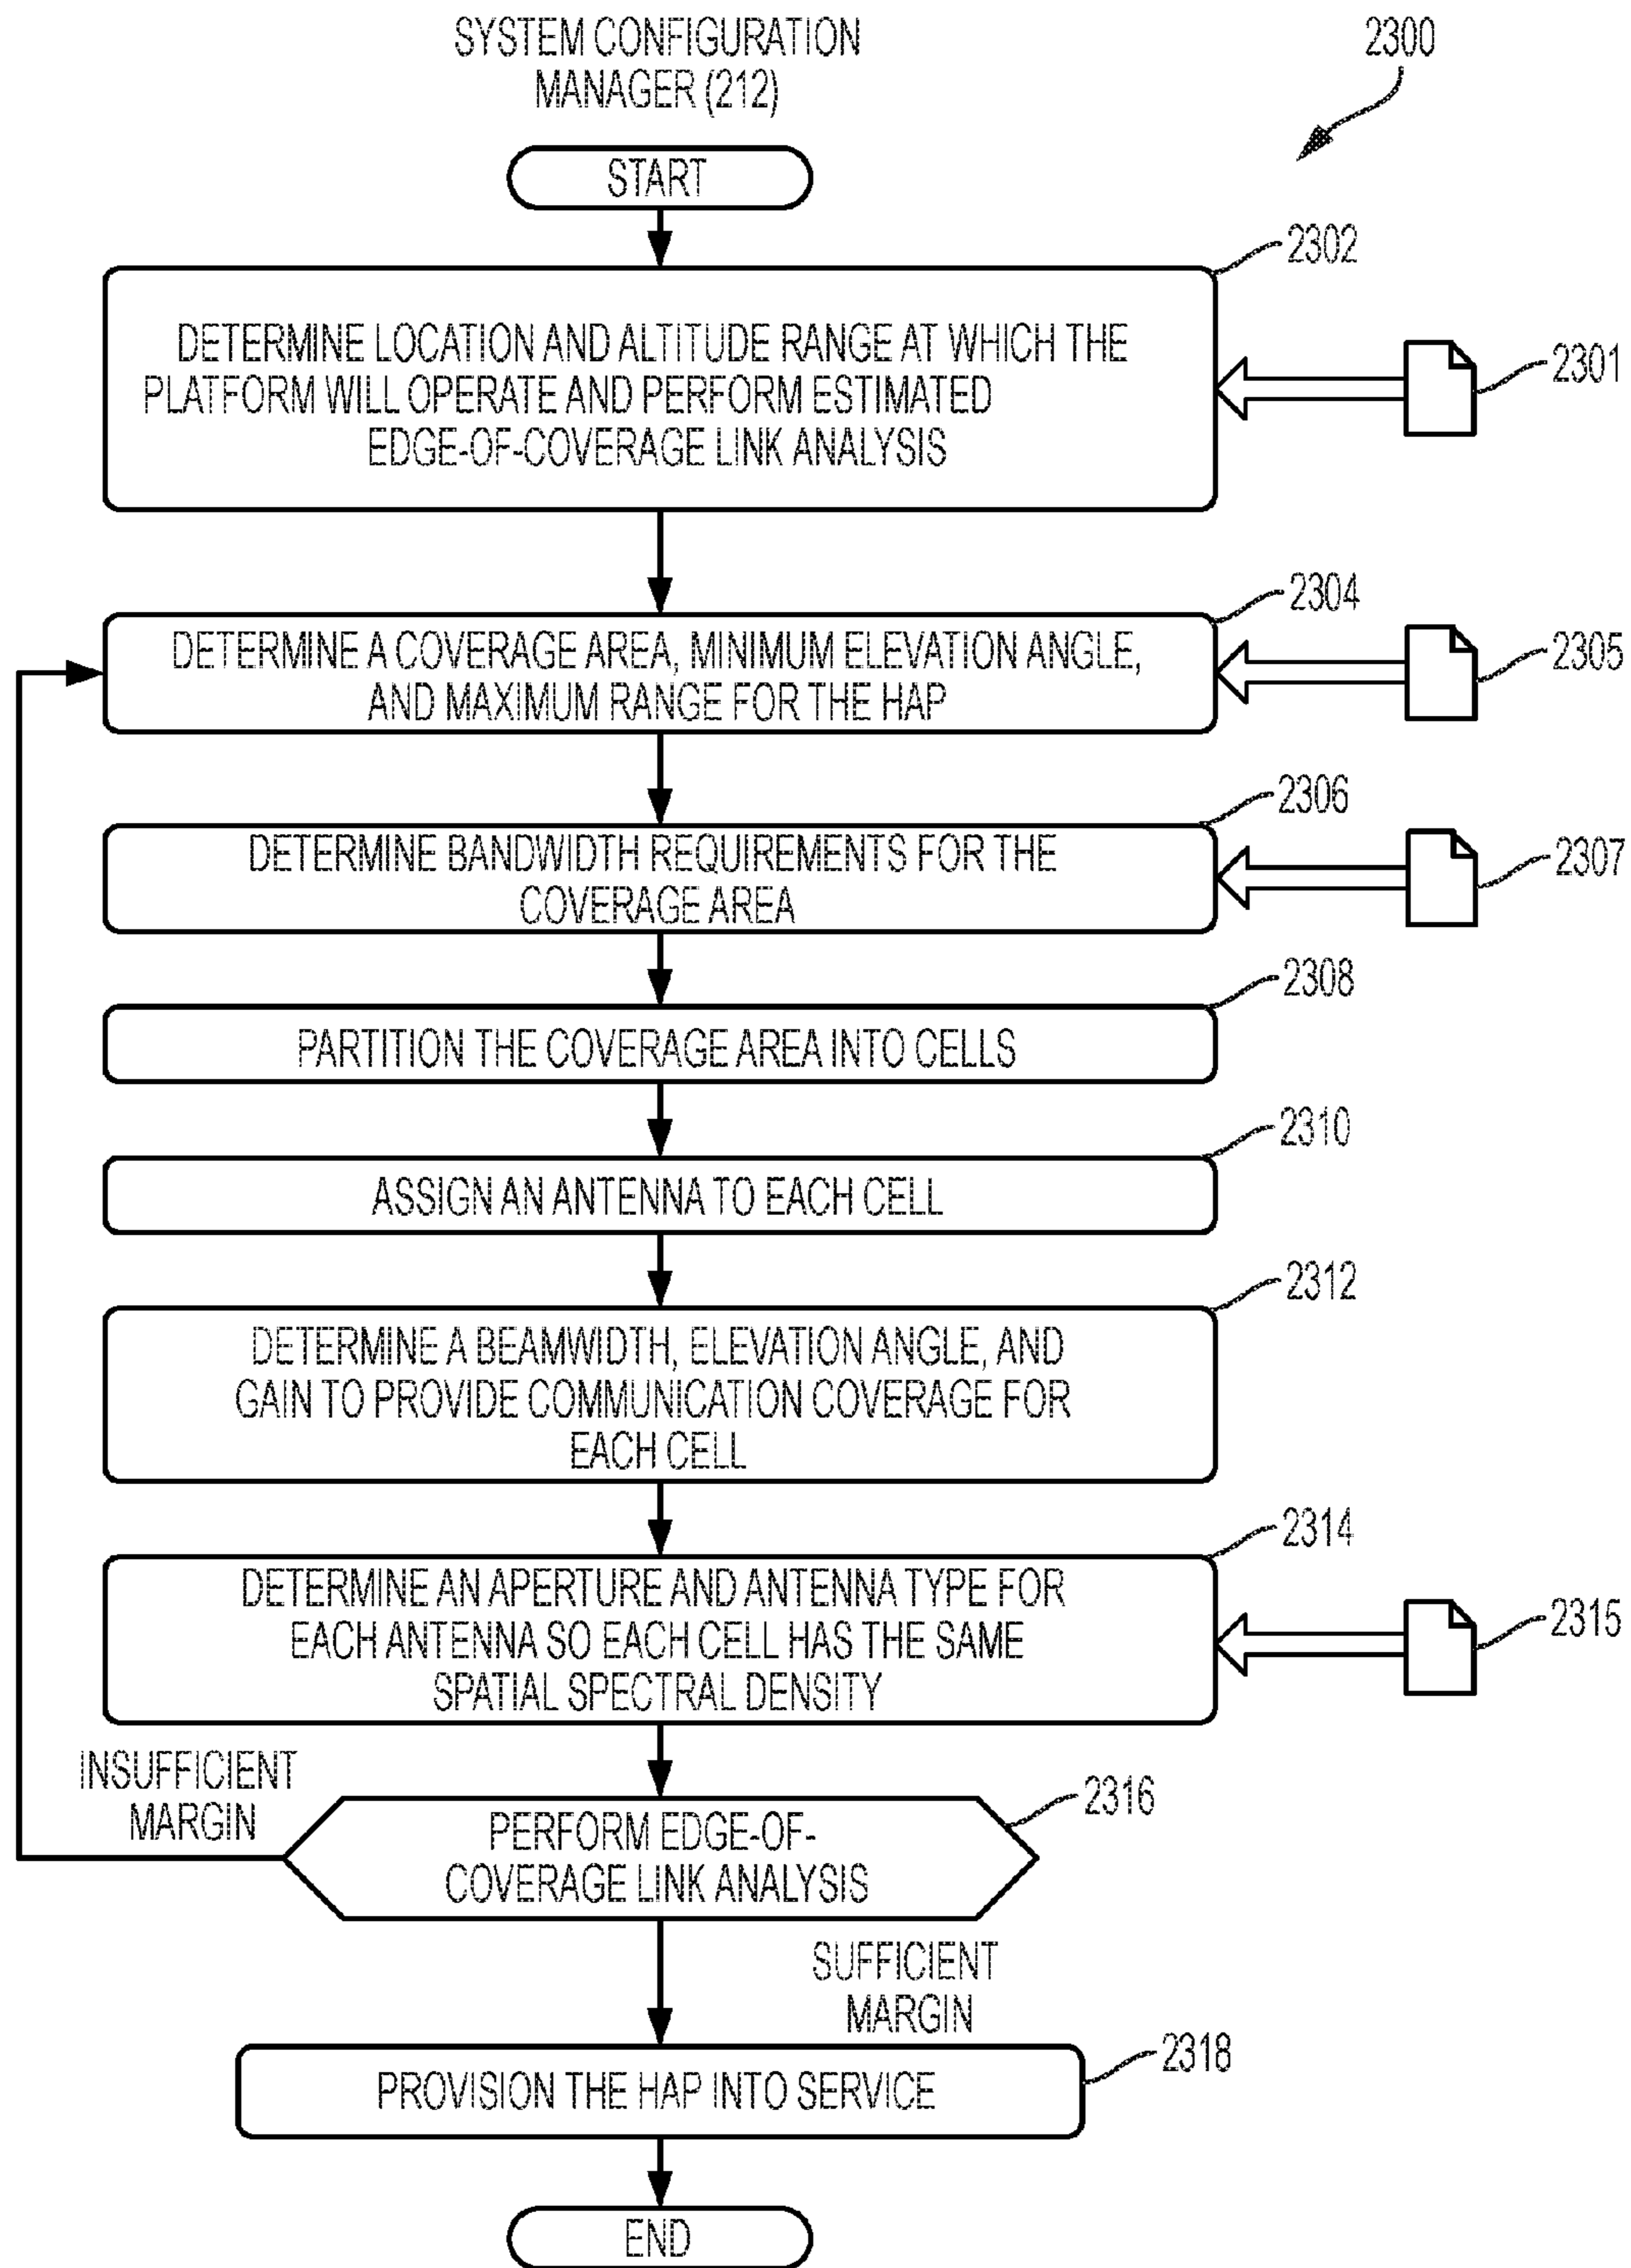 SYSTEM CONFIGURATION
MANAGER (212)
2300
START
2302
DETERMINE LOCATION AND ALTITUDE RANGE AT WHICH THE
PLATFORM WILL OPERATE AND PERFORM ESTIMATED
EDGE-OF-COVERAGE LINK ANALYSIS
2301
2304
DETERMINE A COVERAGE AREA, MINIMUM ELEVATION ANGLE,
AND MAXIMUM RANGE FOR THE HAP
2305
2306
DETERMINE BANDWIDTH REQUIREMENTS FOR THE
COVERAGE AREA
2307
2308
PARTITION THE COVERAGE AREA INTO CELLS
2310
ASSIGN AN ANTENNA TO EACH CELL
2312
DETERMINE A BEAMWIDTH, ELEVATION ANGLE, AND
GAIN TO PROVIDE COMMUNICATION COVERAGE FOR
EACH CELL
2314
DETERMINE AN APERTURE AND ANTENNA TYPE FOR
EACH ANTENNA SO EACH CELL HAS THE SAME
SPATIAL SPECTRAL DENSITY
2315
INSUFFICIENT
MARGIN
2316
PERFORM EDGE-OF-
COVERAGE LINK ANALYSIS
SUFFICIENT
MARGIN
2318
PROVISION THE HAP INTO SERVICE
END